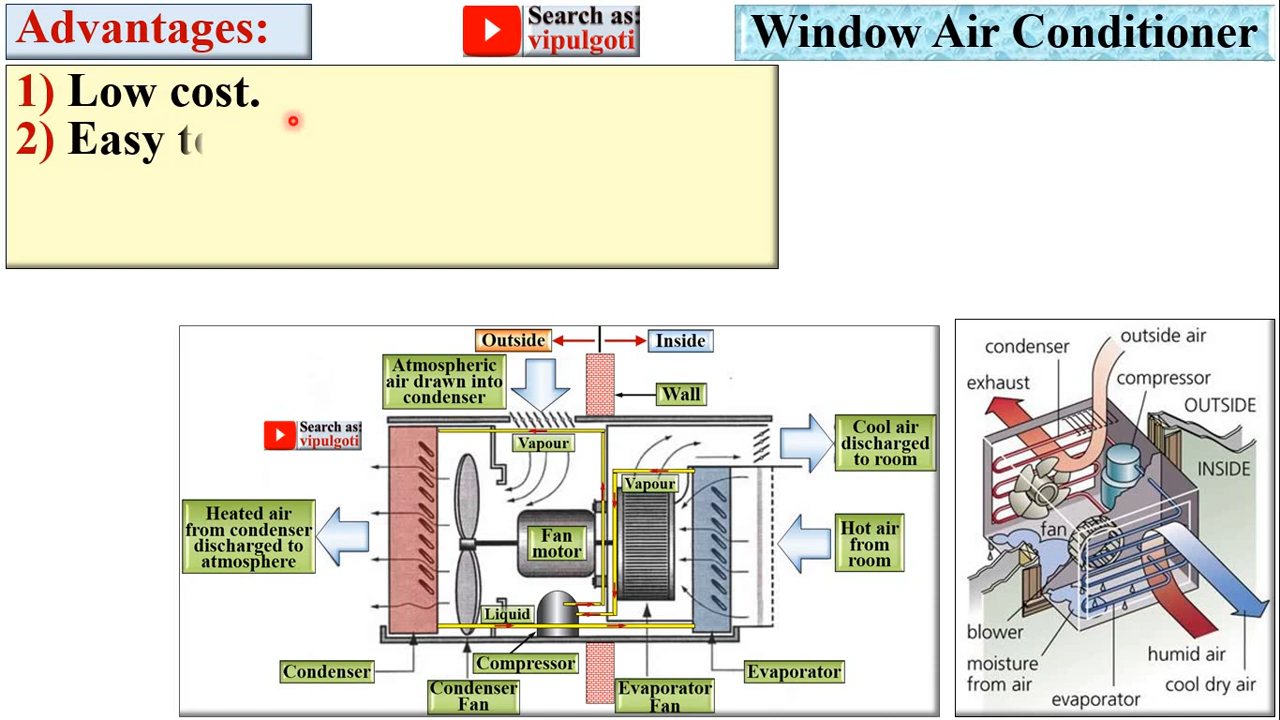 Advantages:
Search as:
vipulgoti
Window Air Conditioner
1) Low cost.
2) Easy
Outside
Inside
Atmospheric
air drawn into
condenser
Wall
Search as:
vipulgoti
Vapour
Vapour
Cool air
discharged
to room
Heated air
from condenser
discharged to
atmosphere
Fan
motor
Hot air
from
room
Liquid
Condenser
Compressor
Evaporator
Condenser
Fan
Evaporator
Fan
outside air
condenser
exhaust
compressor
OUTSIDE
INSIDE
fan
blower
moisture
from air
humid air
cool dry air
evaporator